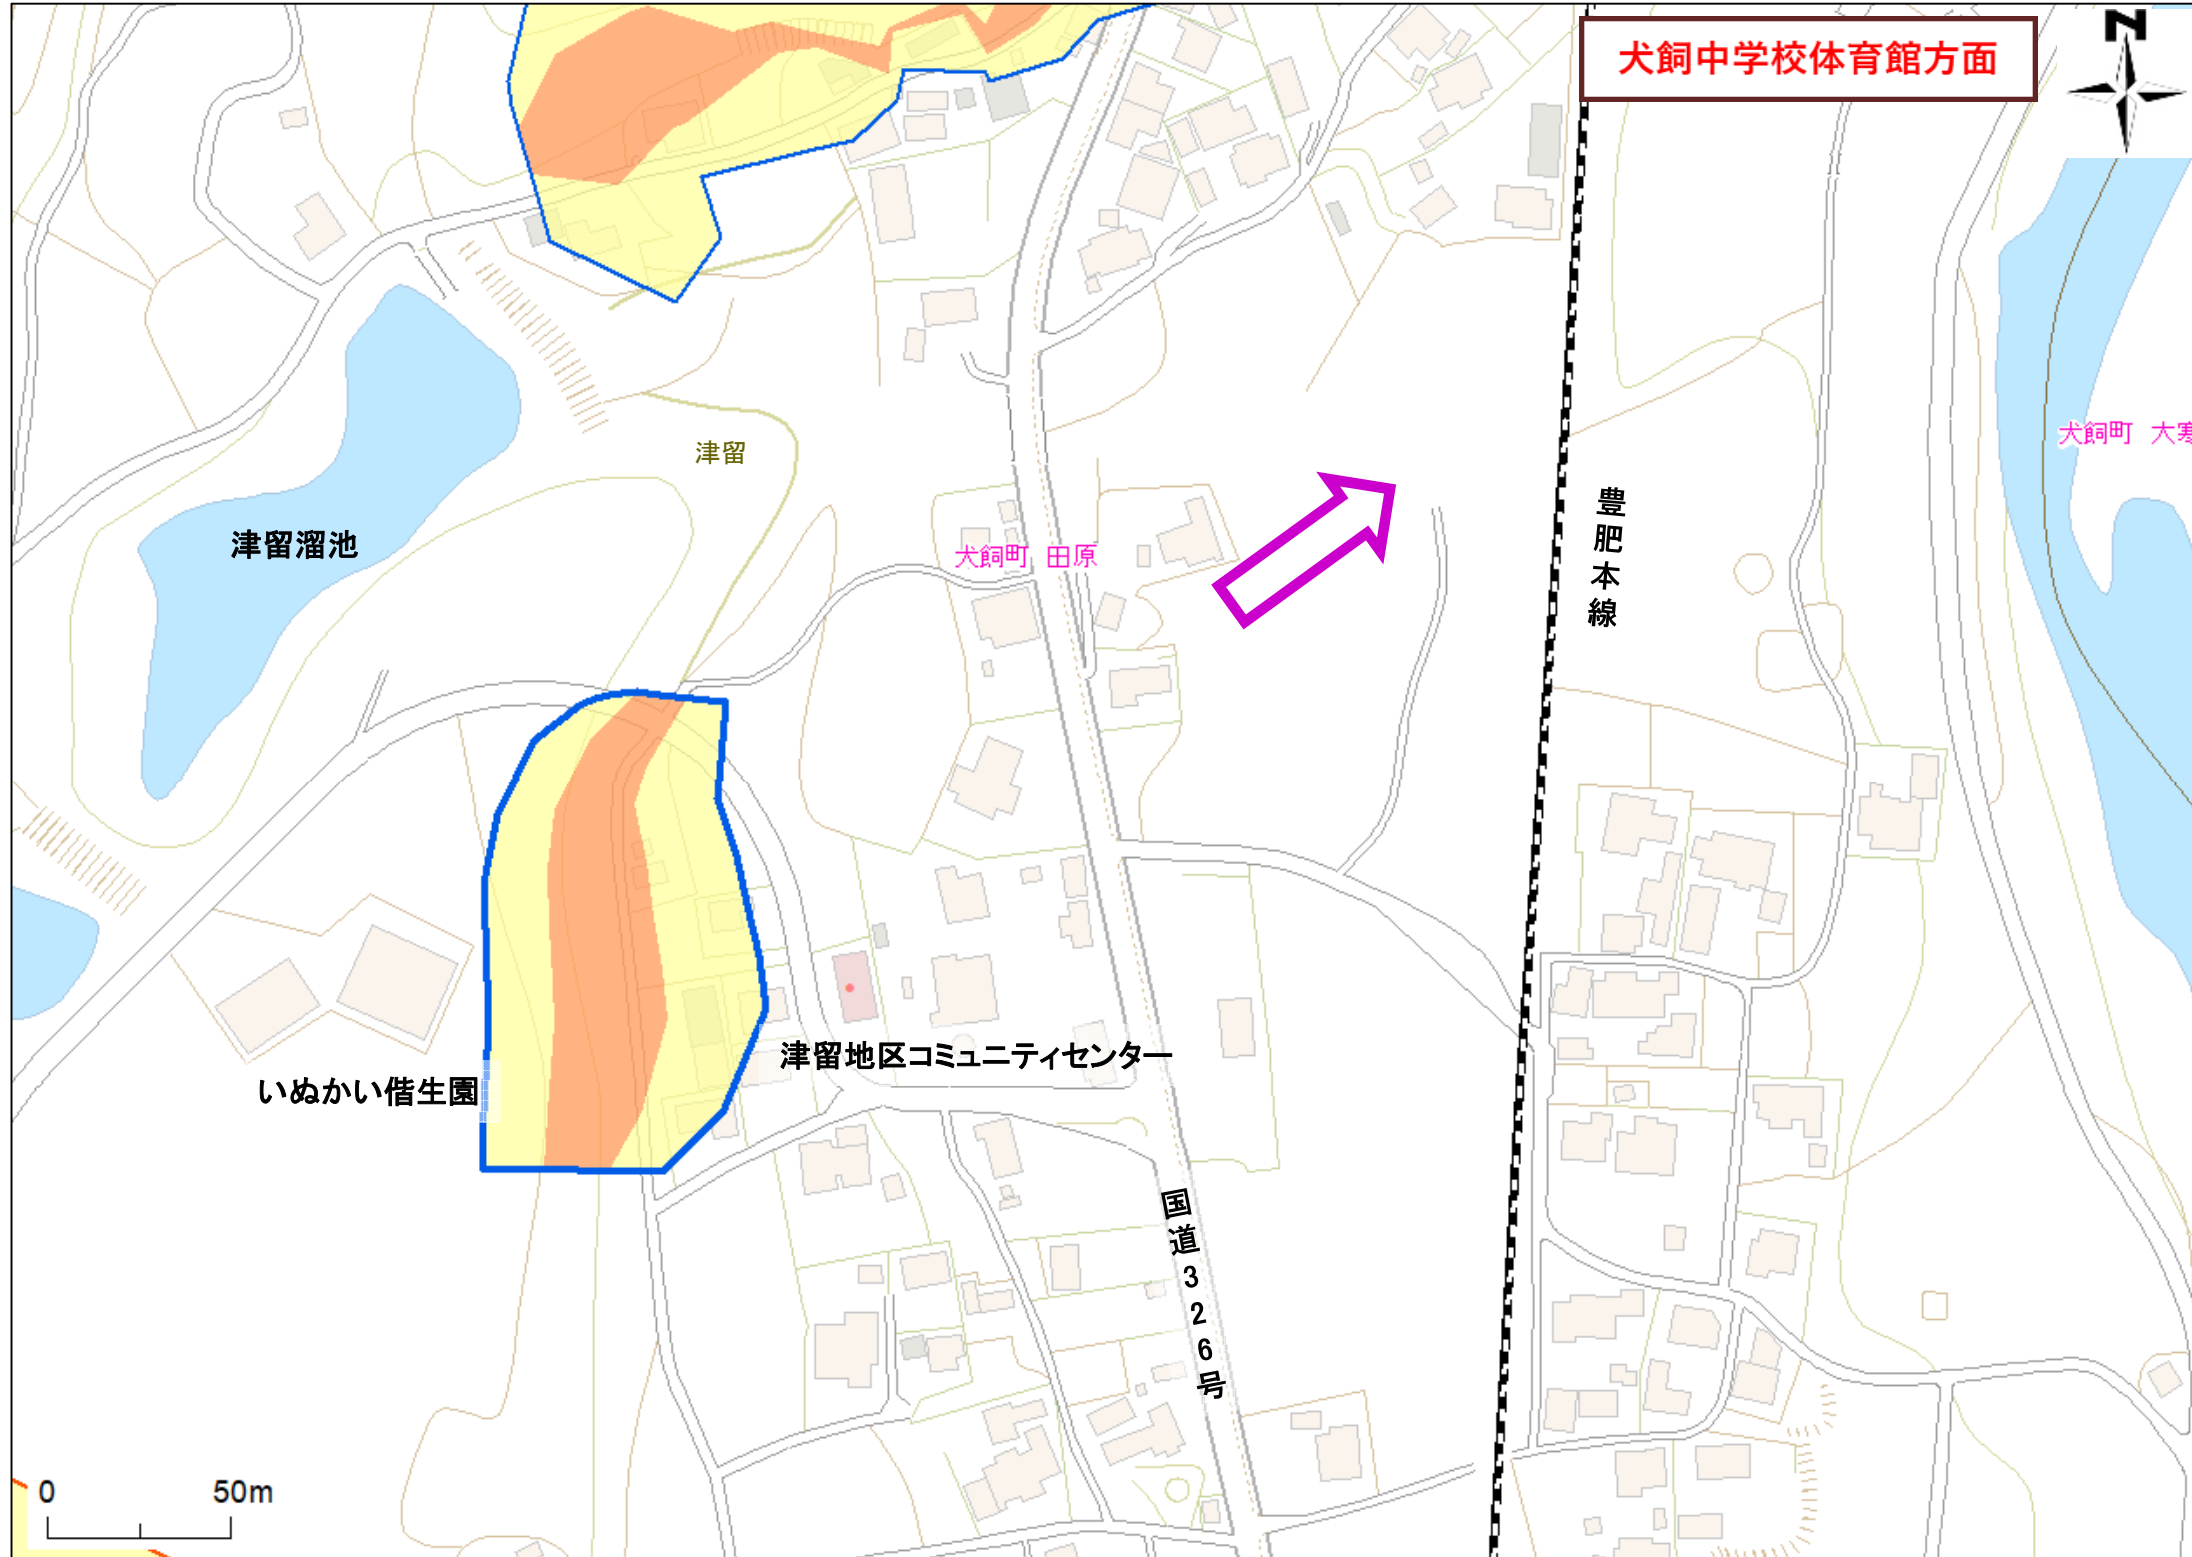 犬飼中学校体育館方面
N
犬飼町 大寒
津留
豊肥本線
津留溜池
犬飼町 田原
津留地区コミュニティセンター
いぬかい偕生園
国道326号
0 50m